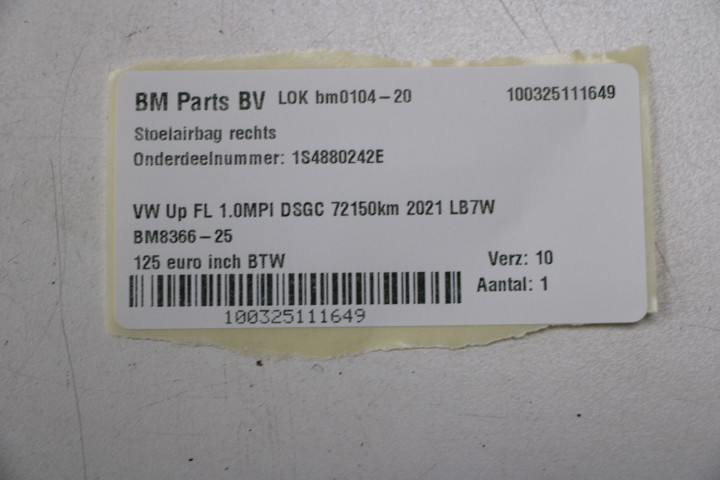 BM Parts BV LOK bm0104-20 100325111649
Stoelairbag rechts
Onderdeelnummer: 1S4880242E
VW Up FL 1.0MPI DSGC 72150km 2021 LB7W
BM8366-25
125 euro inch BTW Verz: 10
Aantal: 1
100325111649